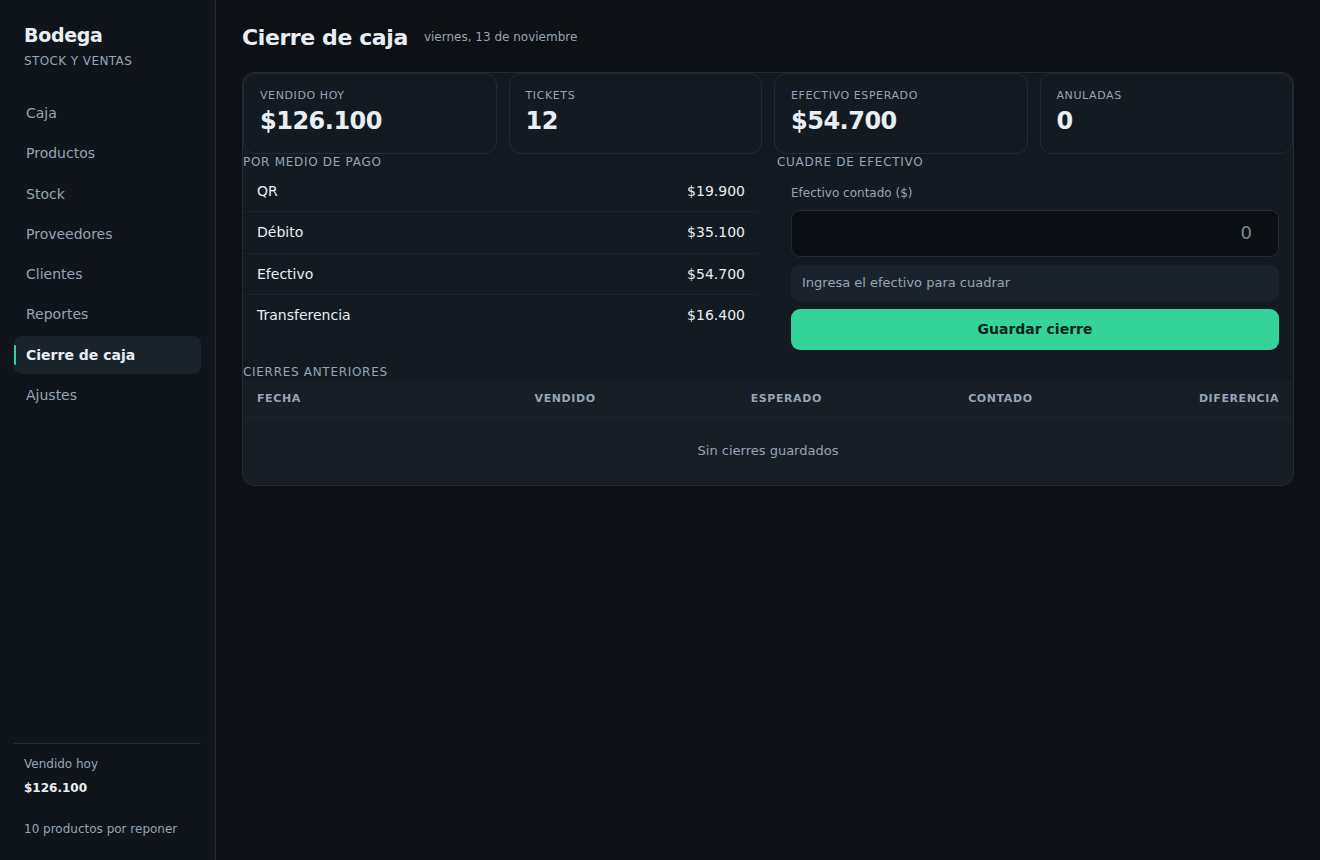 Bodega
STOCK Y VENTAS
Caja
Productos
Stock
Proveedores
Clientes
Reportes
Cierre de caja
Ajustes
Vendido hoy
$126.100
10 productos por reponer
Cierre de caja viernes, 13 de noviembre
VENDIDO HOY
$126.100
TICKETS
12
EFECTIVO ESPERADO
$54.700
ANULADAS
0
POR MEDIO DE PAGO
QR $19.900
Débito $35.100
Efectivo $54.700
Transferencia $16.400
CUADRE DE EFECTIVO
Efectivo contado ($)
0
Ingresa el efectivo para cuadrar
Guardar cierre
CIERRES ANTERIORES
FECHA VENDIDO ESPERADO CONTADO DIFERENCIA
Sin cierres guardados